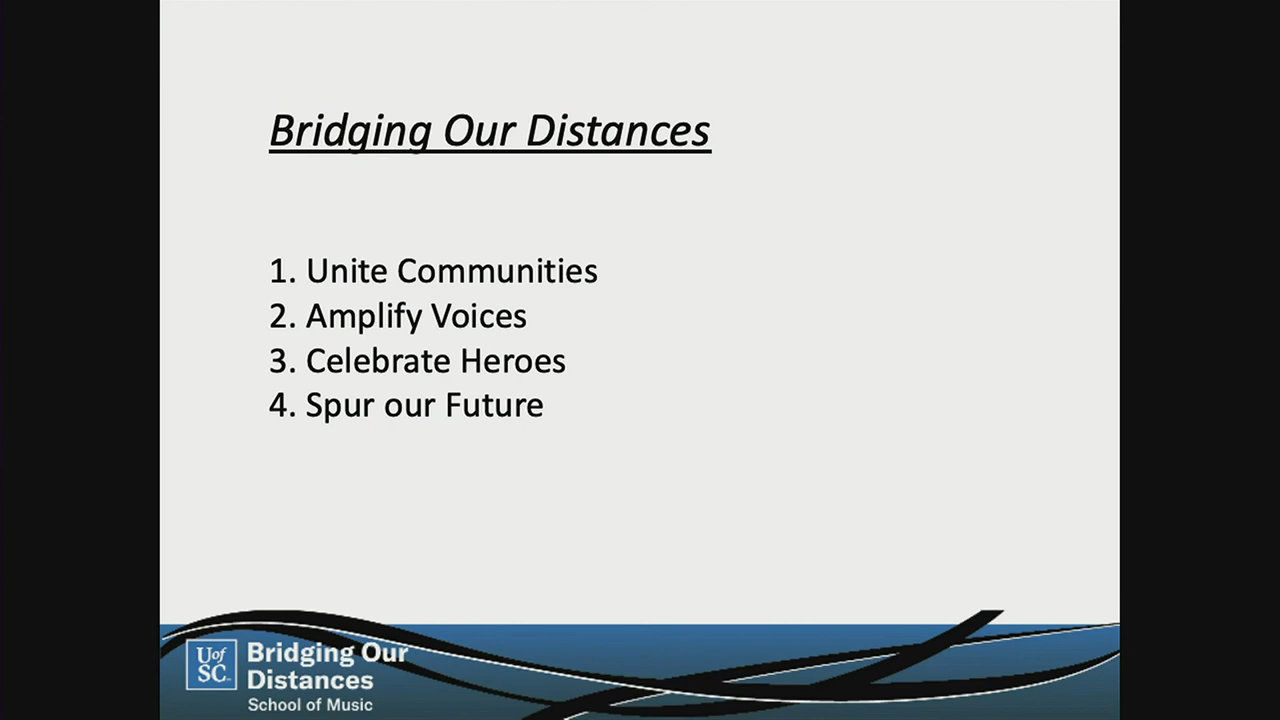 Bridging Our Distances
1. Unite Communities
2. Amplify Voices
3. Celebrate Heroes
4. Spur our Future
UofSC
Bridging Our
Distances
School of Music